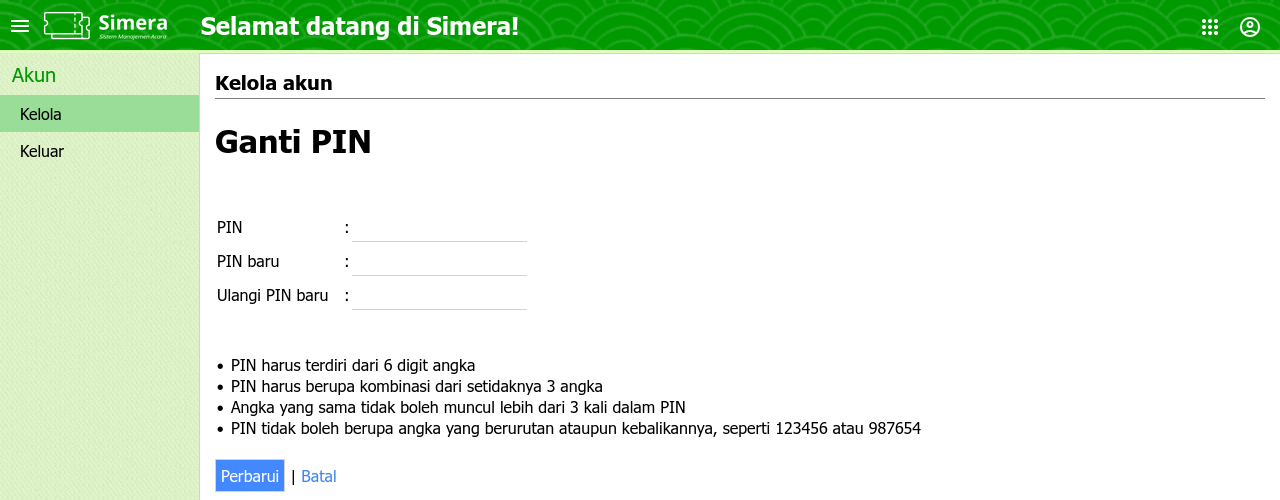 Simera
Sistem Manajemen Acara
Selamat datang di Simera!
Akun
Kelola
Keluar
Kelola akun
Ganti PIN
PIN :
PIN baru :
Ulangi PIN baru :
• PIN harus terdiri dari 6 digit angka
• PIN harus berupa kombinasi dari setidaknya 3 angka
• Angka yang sama tidak boleh muncul lebih dari 3 kali dalam PIN
• PIN tidak boleh berupa angka yang berurutan ataupun kebalikannya, seperti 123456 atau 987654
Perbarui | Batal